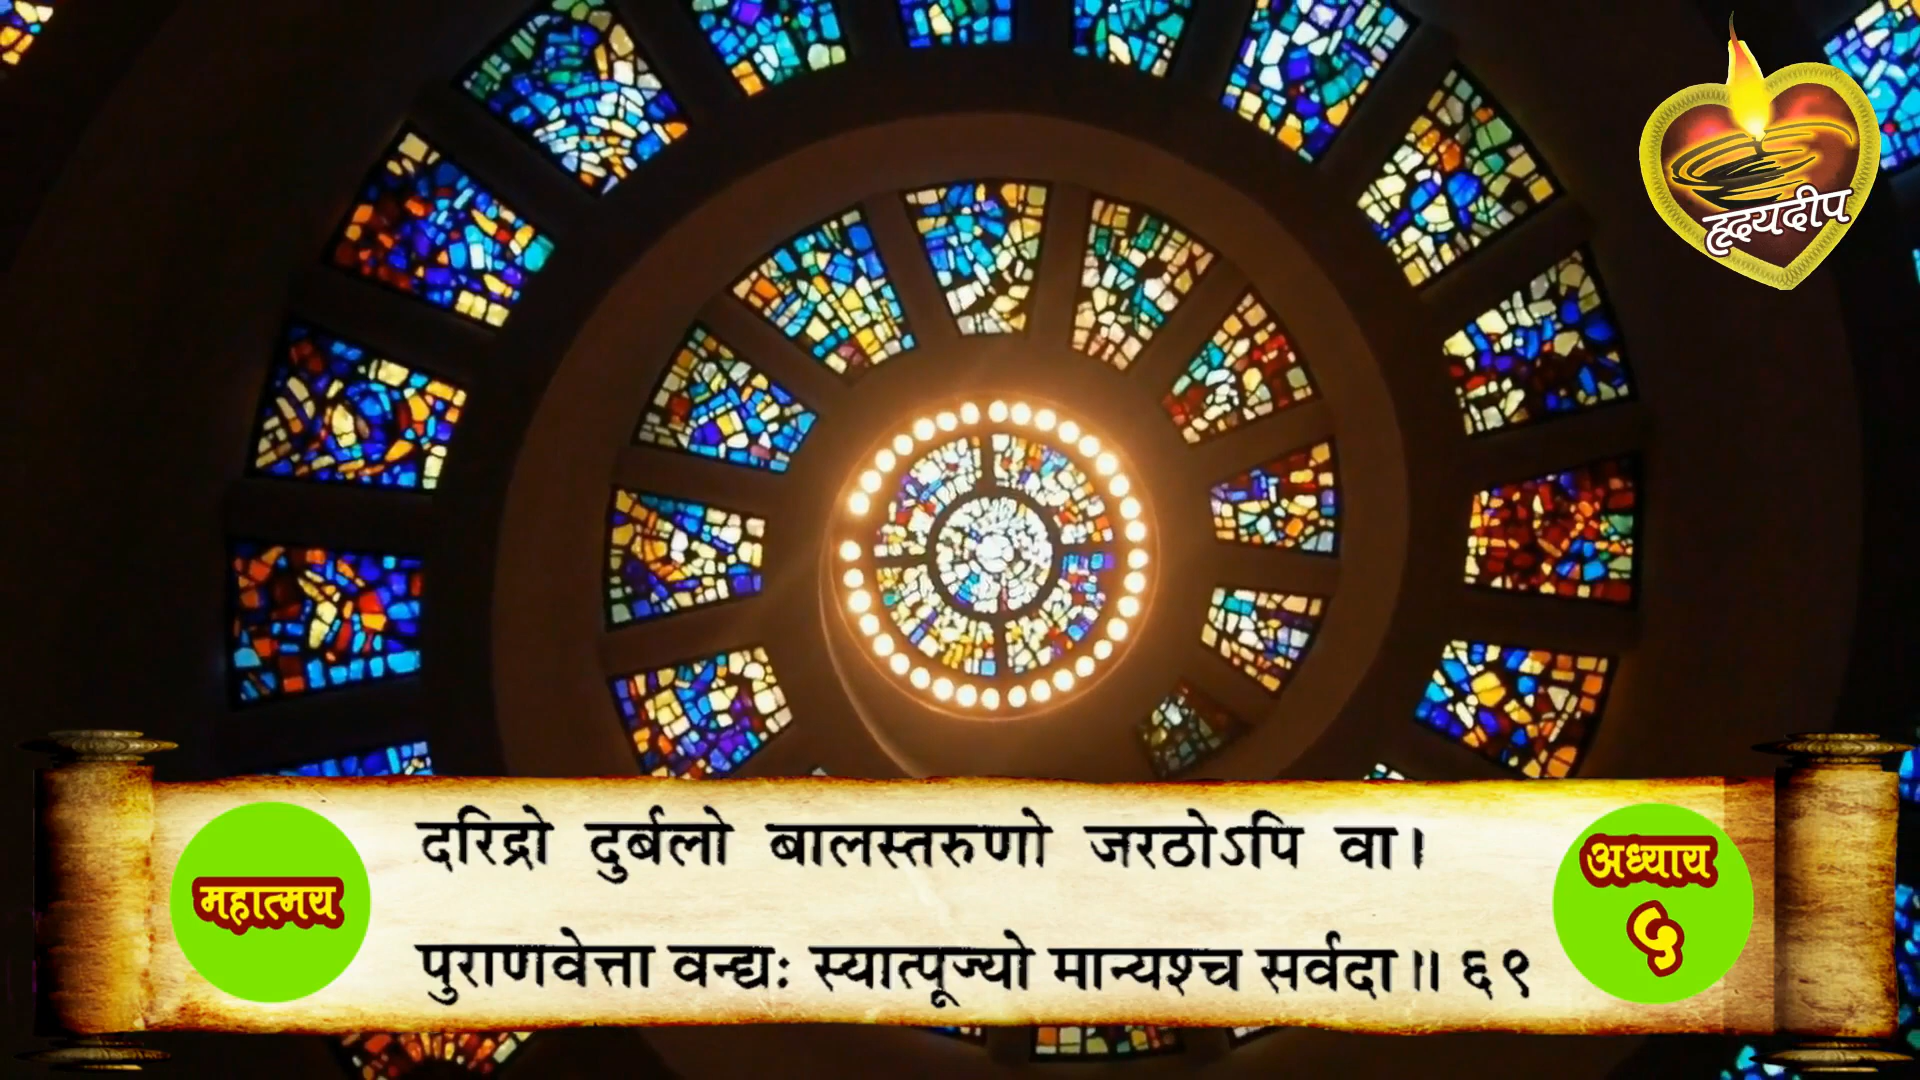 हृदयदीप
दरिद्रो दुर्बलो बालस्तरुणो जरठोऽपि वा।
पुराणवेत्ता वन्द्यः स्यात्पूज्यो मान्यश्च सर्वदा॥ ६९
महात्मय
अध्याय
५